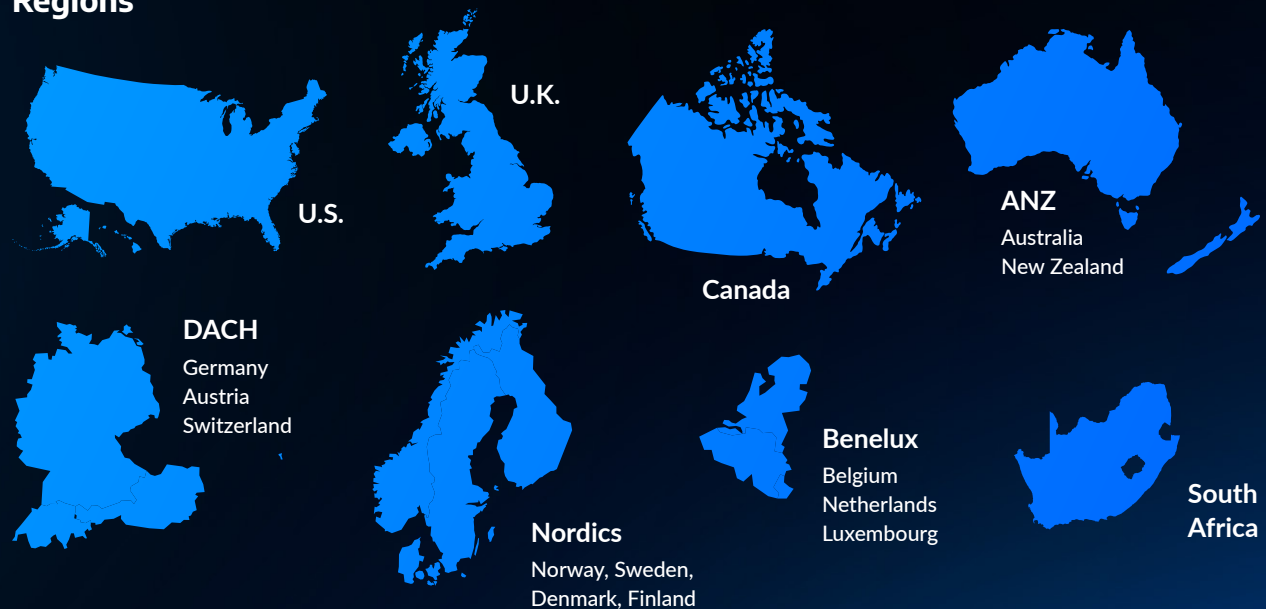 Regions
U.S.
U.K.
Canada
ANZ
Australia
New Zealand
DACH
Germany
Austria
Switzerland
Nordics
Norway, Sweden,
Denmark, Finland
Benelux
Belgium
Netherlands
Luxembourg
South
Africa